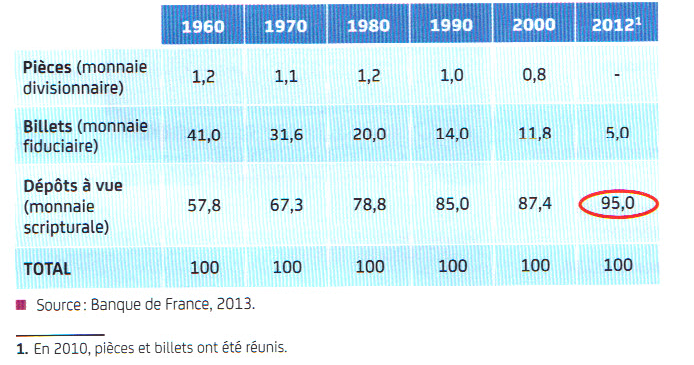 1960 1970 1980 1990 2000 2012¹
Pièces (monnaie
divisionnaire) 1,2 1,1 1,2 1,0 0,8 -
Billets (monnaie
fiduciaire) 41,0 31,6 20,0 14,0 11,8 5,0
Dépôts à vue
(monnaie
scripturale) 57,8 67,3 78,8 85,0 87,4 95,0
TOTAL 100 100 100 100 100 100
Source : Banque de France, 2013.
1. En 2010, pièces et billets ont été réunis.